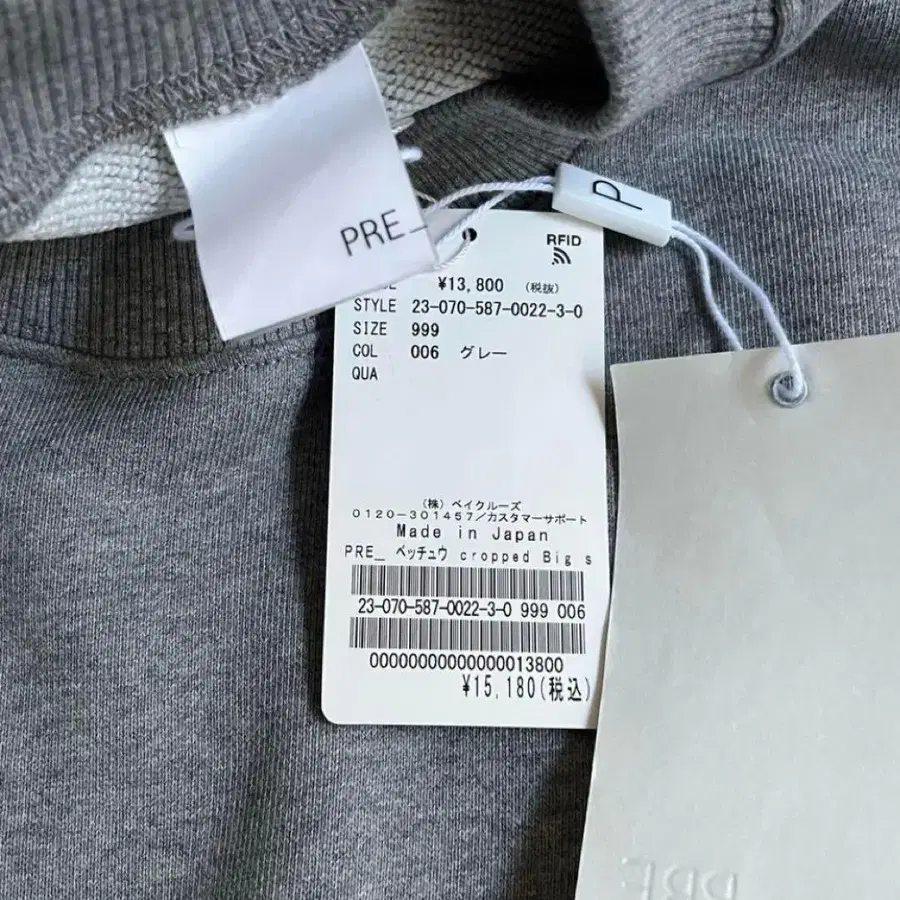 PRE_
P
RFID
¥13,800 (税抜)
STYLE 23-070-587-0022-3-0
SIZE 999
COL 006 グレー
QUA
(株) ベイクルーズ
0120-301457/カスタマーサポート
Made in Japan
PRE_ ベッチュウ cropped Big s
23-070-587-0022-3-0 999 006
00000000000000013800
¥15,180(税込)
PRE